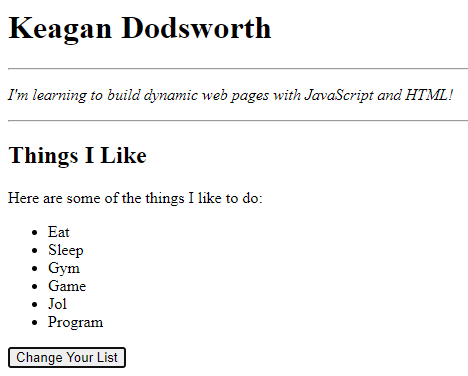 Keagan Dodsworth
I'm learning to build dynamic web pages with JavaScript and HTML!
Things I Like
Here are some of the things I like to do:
Eat
Sleep
Gym
Game
Jol
Program
Change Your List